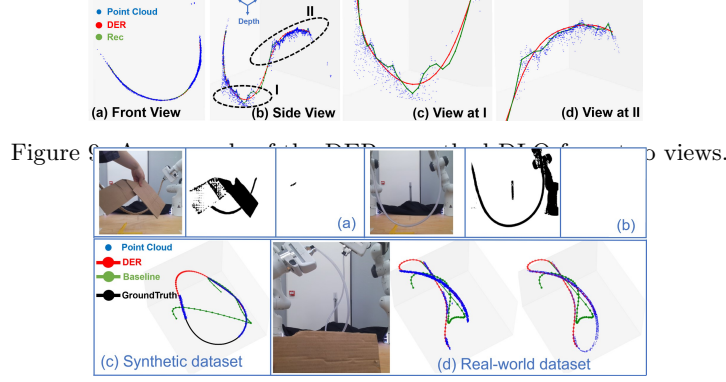 Point Cloud
DER
Rec
Depth
II
I
(a) Front View
(b) Side View
(c) View at I
(d) View at II
Figure 9 views.
(a)
(b)
Point Cloud
DER
Baseline
GroundTruth
(c) Synthetic dataset
(d) Real-world dataset